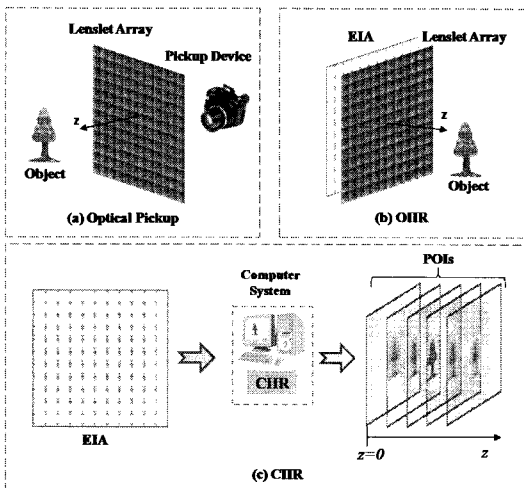 Lenslet Array
Pickup Device
z
Object
(a) Optical Pickup
EIA
Lenslet Array
z
Object
(b) OIIR
EIA
Computer
System
CIIR
POIs
z=0
z
(c) CIIR